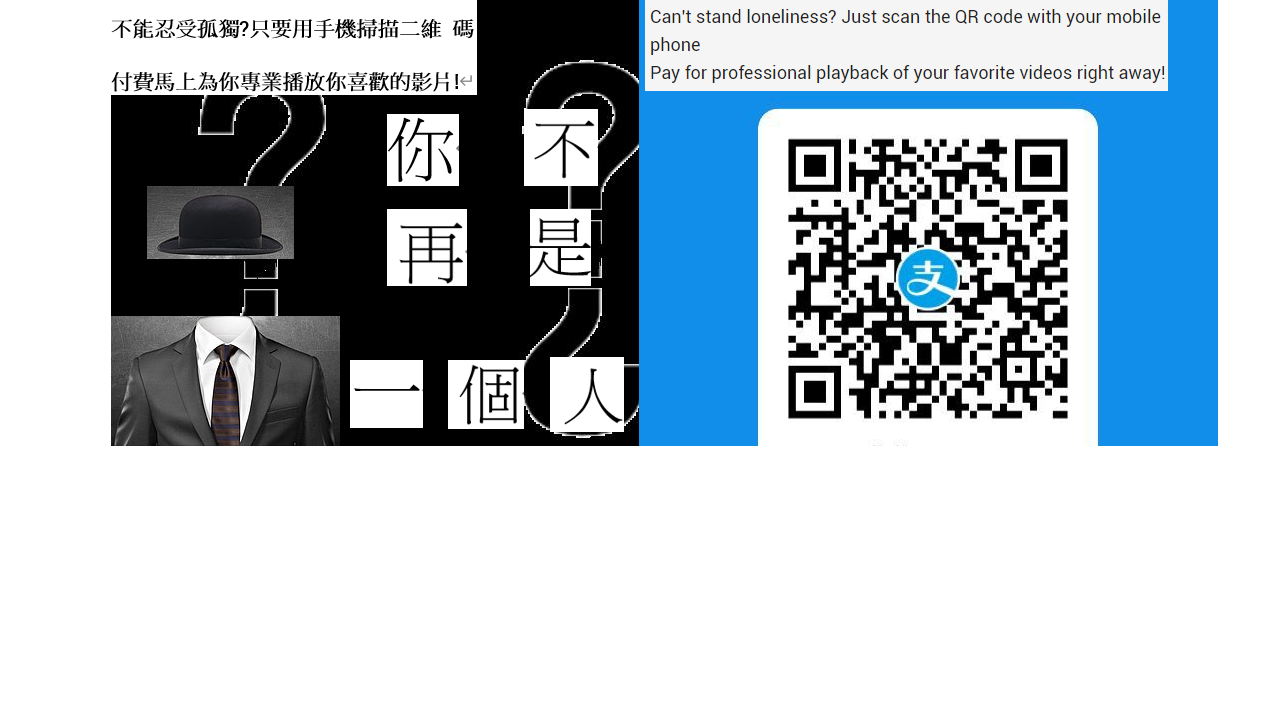 不能忍受孤獨?只要用手機掃描二維 碼
付費馬上為你專業播放你喜歡的影片!↵
你不
再是
一個人
Can't stand loneliness? Just scan the QR code with your mobile
phone
Pay for professional playback of your favorite videos right away!
支